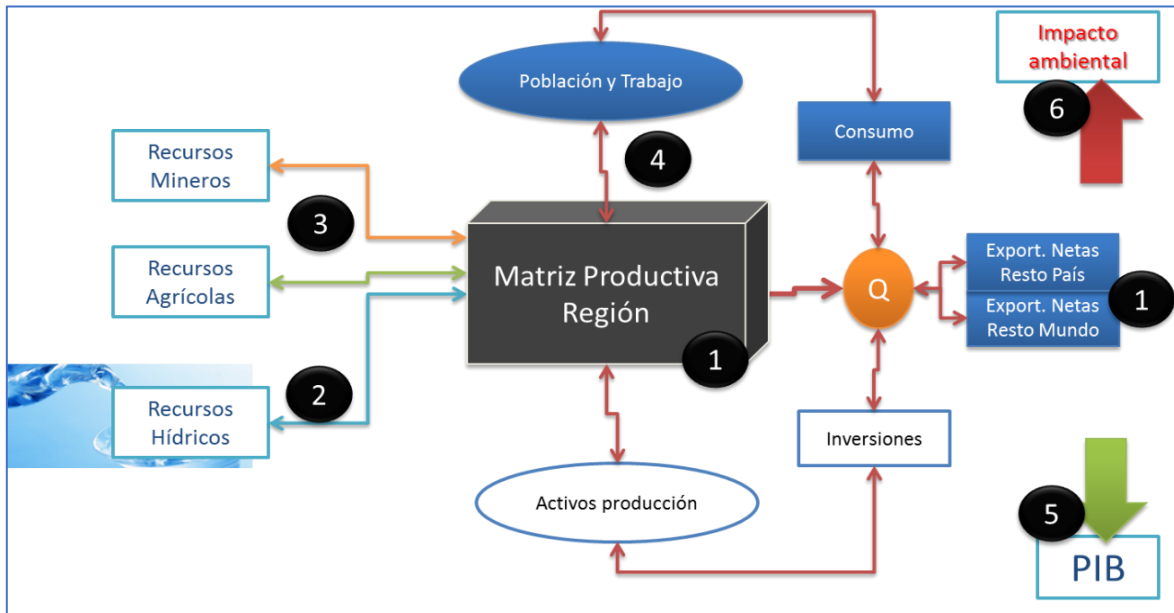 Impacto
ambiental
6
Población y Trabajo
Consumo
4
Recursos
Mineros
3
Recursos
Agrícolas
Matriz Productiva
Región
1
Q
Export. Netas
Resto País
Export. Netas
Resto Mundo
1
2
Recursos
Hídricos
Inversiones
Activos producción
5
PIB